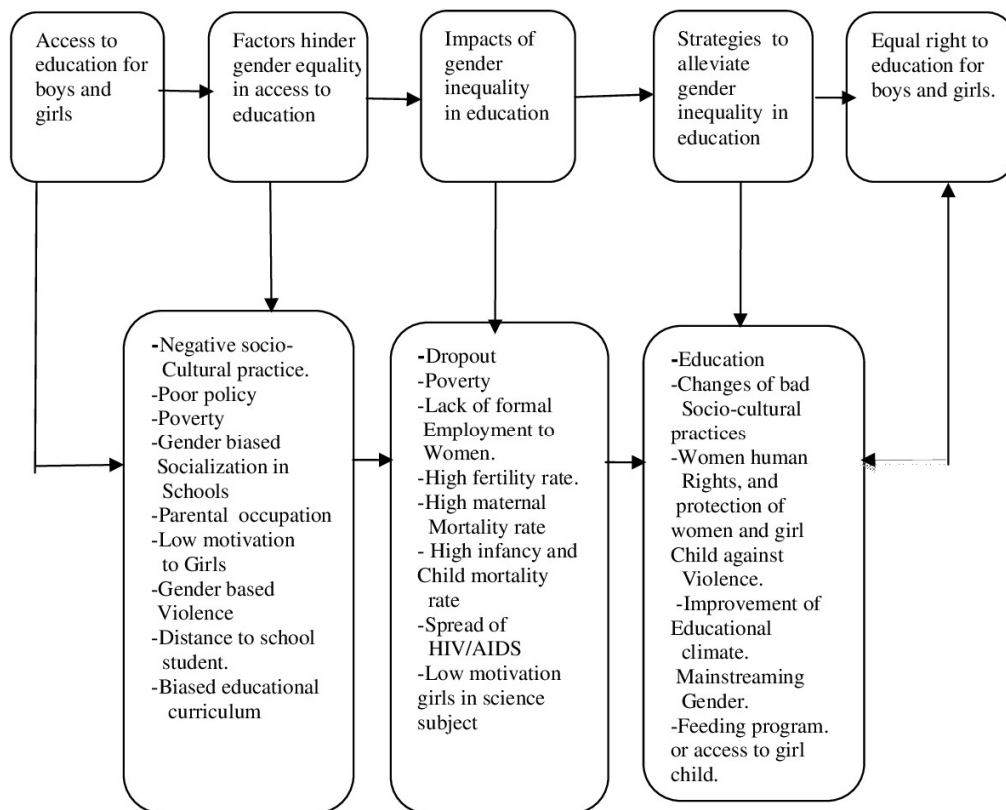 Access to
education for
boys and
girls
Factors hinder
gender equality
in access to
education
Impacts of
gender
inequality
in education
Strategies to
alleviate
gender
inequality in
education
Equal right to
education for
boys and girls.
-Negative socio-
Cultural practice.
-Poor policy
-Poverty
-Gender biased
Socialization in
Schools
-Parental occupation
-Low motivation
to Girls
-Gender based
Violence
-Distance to school
student.
-Biased educational
curriculum
-Dropout
-Poverty
-Lack of formal
Employment to
Women.
-High fertility rate.
-High maternal
Mortality rate
- High infancy and
Child mortality
rate
-Spread of
HIV/AIDS
-Low motivation
girls in science
subject
-Education
-Changes of bad
Socio-cultural
practices
-Women human
Rights, and
protection of
women and girl
Child against
Violence.
-Improvement of
Educational
climate.
Mainstreaming
Gender.
-Feeding program.
or access to girl
child.